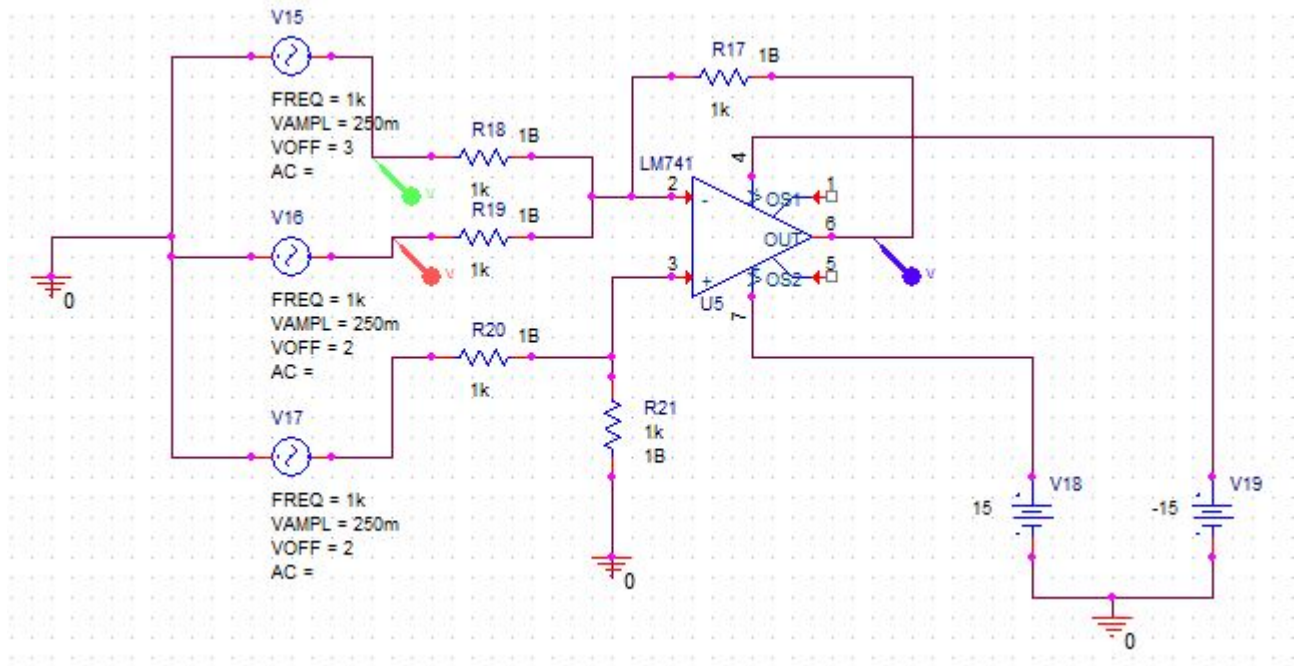 V15
FREQ = 1k
VAMPL = 250m
VOFF = 3
AC =
R18 1B
1k
V
R19 1B
1k
V
V16
FREQ = 1k
VAMPL = 250m
VOFF = 2
AC =
0
R20 1B
1k
V17
FREQ = 1k
VAMPL = 250m
VOFF = 2
AC =
R21
1k
1B
0
R17 1B
1k
LM741
2
-
4
V-
OS1
1
6
OUT
V
3
+
V+
OS2
5
U5
7
V18
15
V19
-15
0